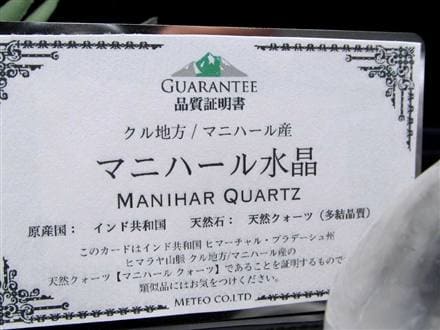 GUARANTEE
品質証明書
クル地方 / マニハール産
マニハール水晶
MANIHAR QUARTZ
原産国： インド共和国 天然石： 天然クォーツ（多結晶質）
このカードはインド共和国 ヒマーチャル・プラデーシュ州
ヒマラヤ山脈 クル地方/マニハール産の
天然クォーツ【マニハール クォーツ】であることを証明するもので
類似品にはお気をつけください。
METEO CO.LTD